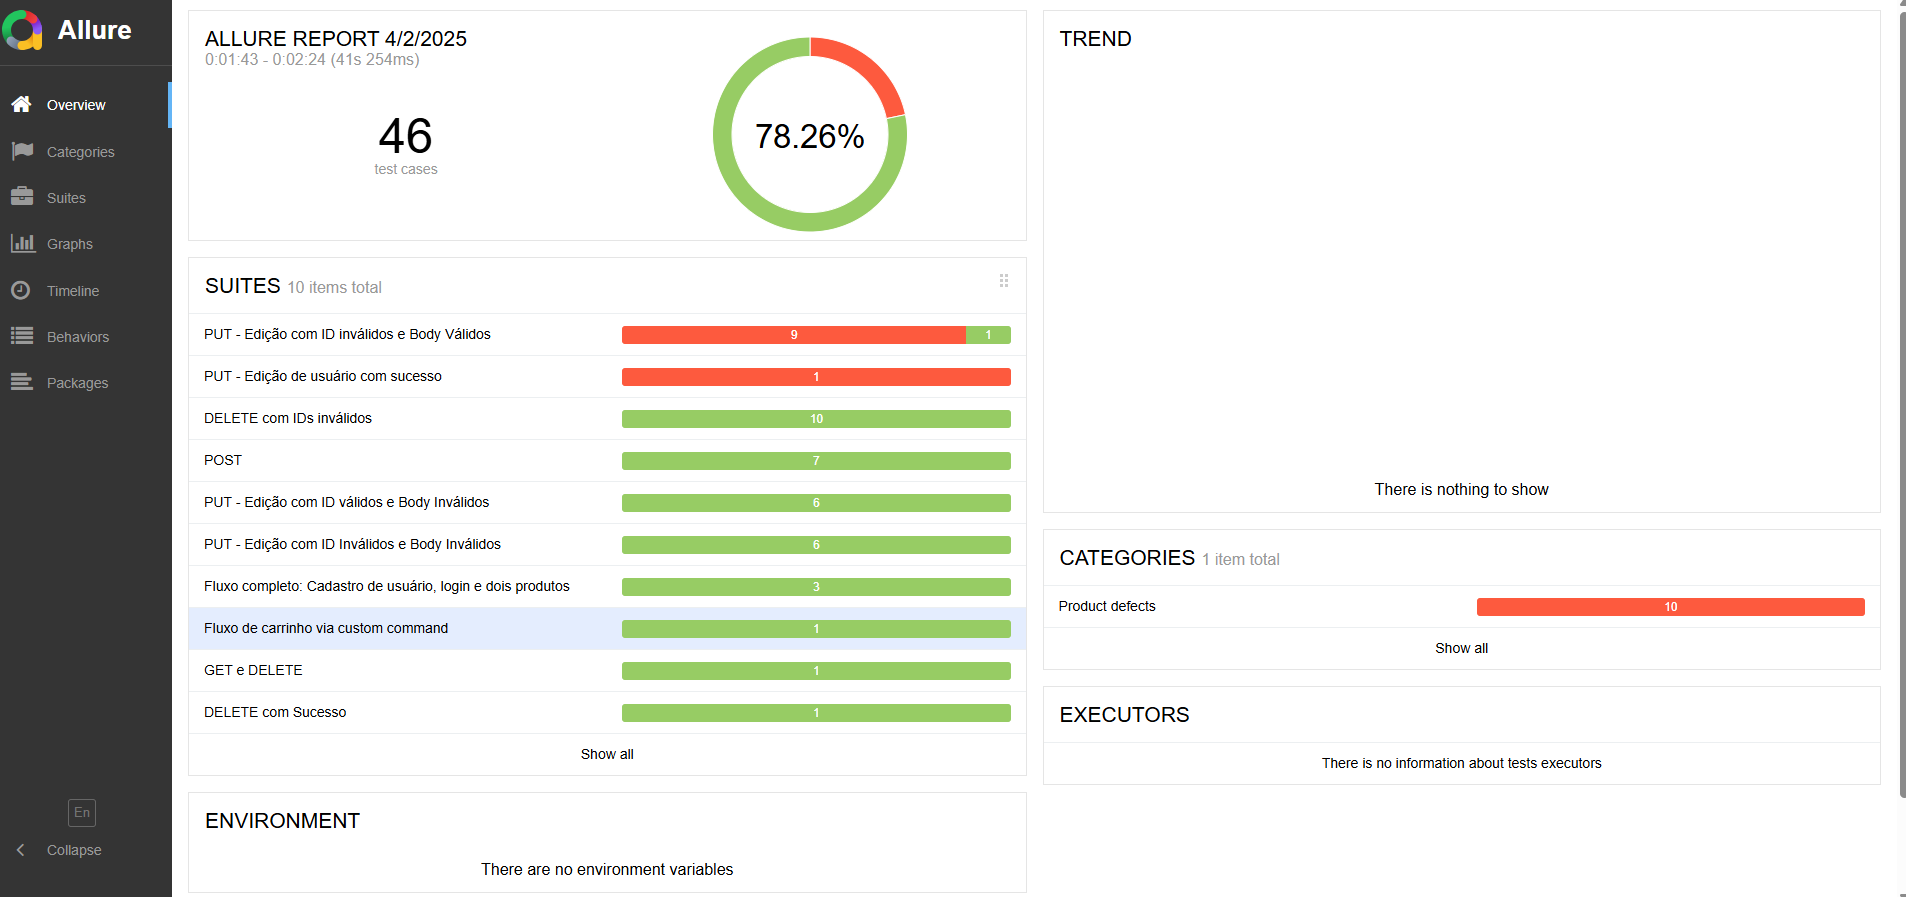 Allure
Overview
Categories
Suites
Graphs
Timeline
Behaviors
Packages
En
Collapse
ALLURE REPORT 4/2/2025
0:01:43 - 0:02:24 (41s 254ms)
46
test cases
78.26%
SUITES 10 items total
PUT - Edição com ID inválidos e Body Válidos 9 1
PUT - Edição de usuário com sucesso 1
DELETE com IDs inválidos 10
POST 7
PUT - Edição com ID válidos e Body Inválidos 6
PUT - Edição com ID Inválidos e Body Inválidos 6
Fluxo completo: Cadastro de usuário, login e dois produtos 3
Fluxo de carrinho via custom command 1
GET e DELETE 1
DELETE com Sucesso 1
Show all
ENVIRONMENT
There are no environment variables
TREND
There is nothing to show
CATEGORIES 1 item total
Product defects 10
Show all
EXECUTORS
There is no information about tests executors